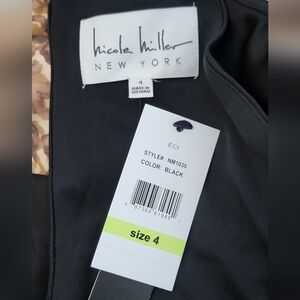 nicole miller
NEW YORK
4
MADE IN
VIETNAM
ECI
STYLE#: NM1035
COLOR: BLACK
size 4